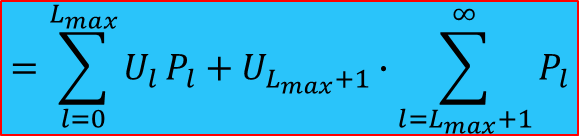 = \sum_{l=0}^{L_{max}} U_l P_l + U_{L_{max}+1} \cdot \sum_{l=L_{max}+1}^{\infty} P_l